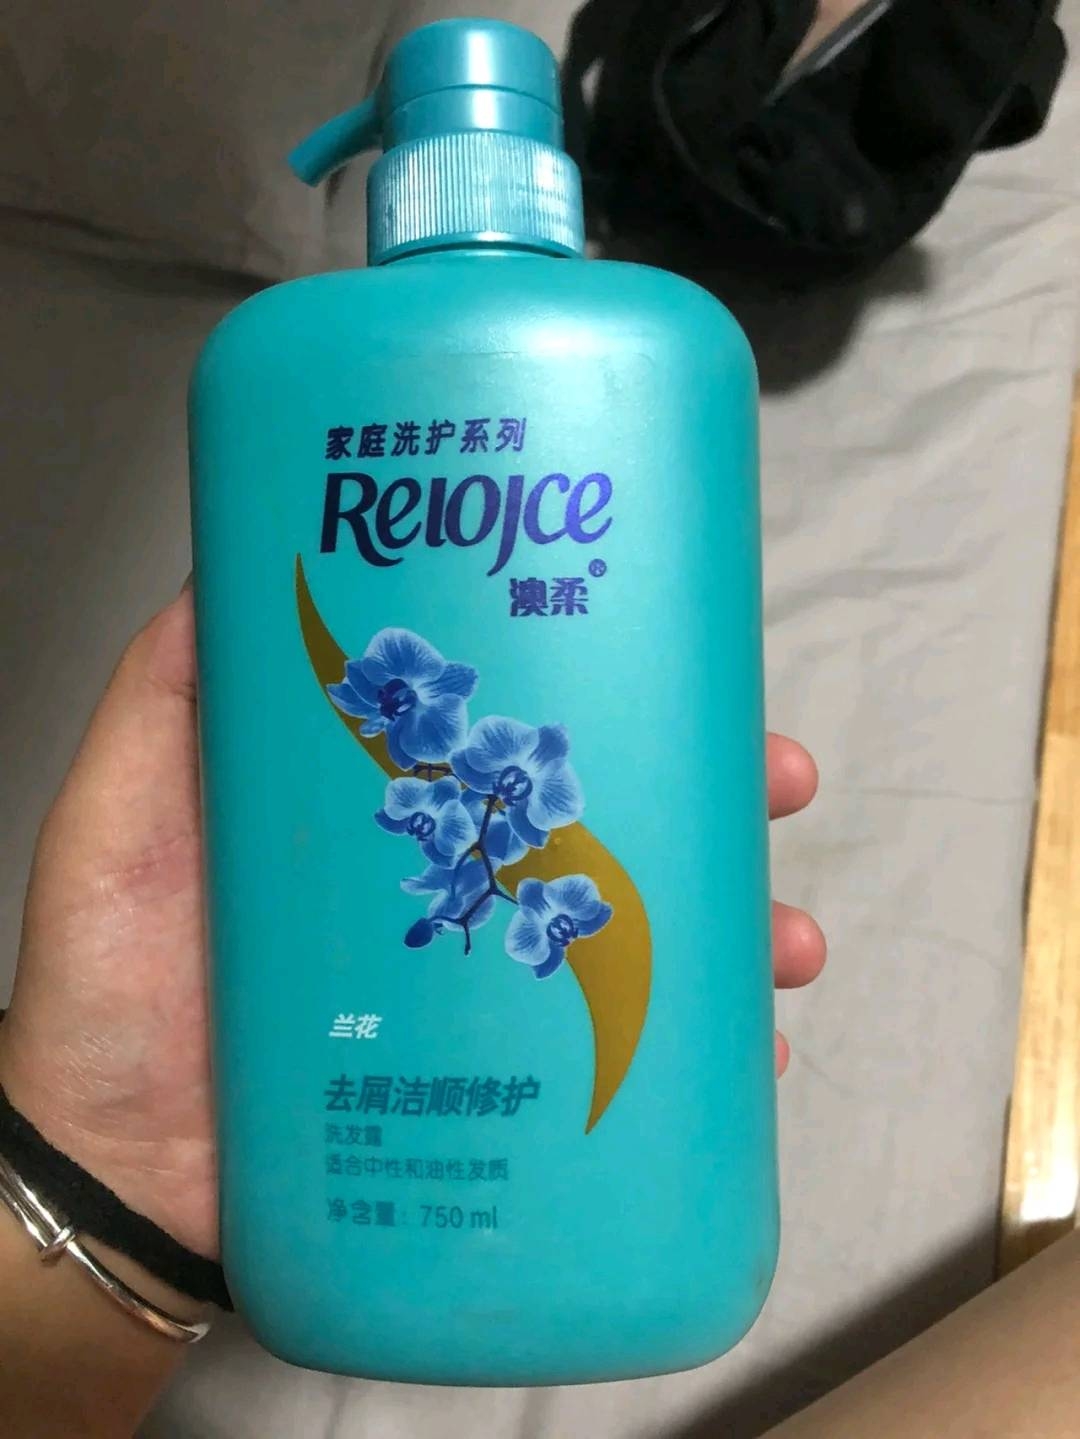 家庭洗护系列
Relojce
澳柔®
兰花
去屑洁顺修护
洗发露
适合中性和油性发质
净含量：750 ml